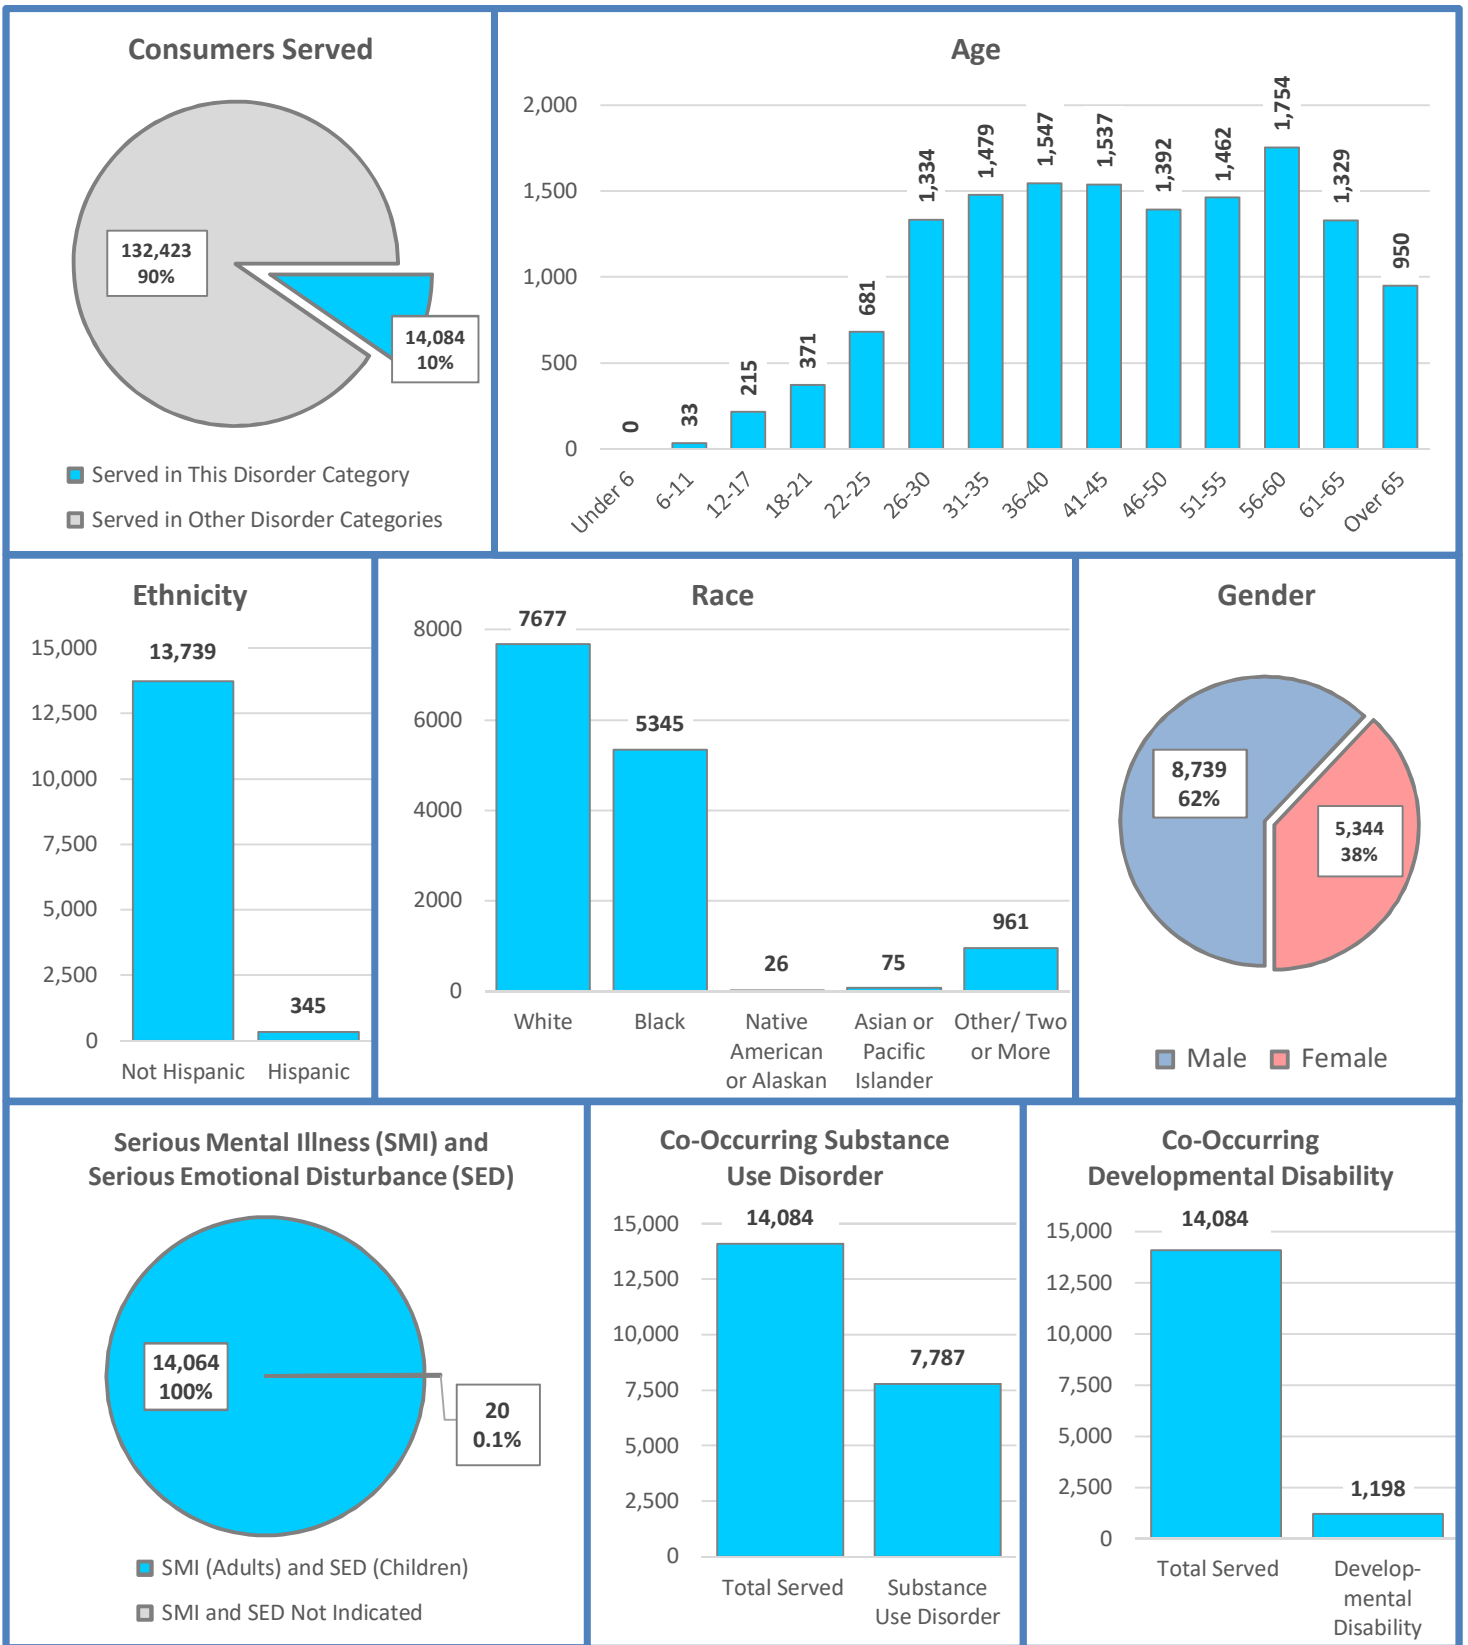 Consumers Served
132,423
90%
14,084
10%
Served in This Disorder Category
Served in Other Disorder Categories
Age
2,000
1,500
1,000
500
0
0
33
215
371
681
1,334
1,479
1,547
1,537
1,392
1,462
1,754
1,329
950
Under 6
6-11
12-17
18-21
22-25
26-30
31-35
36-40
41-45
46-50
51-55
56-60
61-65
Over 65
Ethnicity
15,000
12,500
10,000
7,500
5,000
2,500
0
13,739
345
Not Hispanic
Hispanic
Race
8000
6000
4000
2000
0
7677
5345
26
75
961
White
Black
Native
American
or Alaskan
Asian or
Pacific
Islander
Other/ Two
or More
Gender
8,739
62%
5,344
38%
Male
Female
Serious Mental Illness (SMI) and
Serious Emotional Disturbance (SED)
14,064
100%
20
0.1%
SMI (Adults) and SED (Children)
SMI and SED Not Indicated
Co-Occurring Substance
Use Disorder
15,000
12,500
10,000
7,500
5,000
2,500
0
14,084
7,787
Total Served
Substance
Use Disorder
Co-Occurring
Developmental Disability
15,000
12,500
10,000
7,500
5,000
2,500
0
14,084
1,198
Total Served
Develop-
mental
Disability